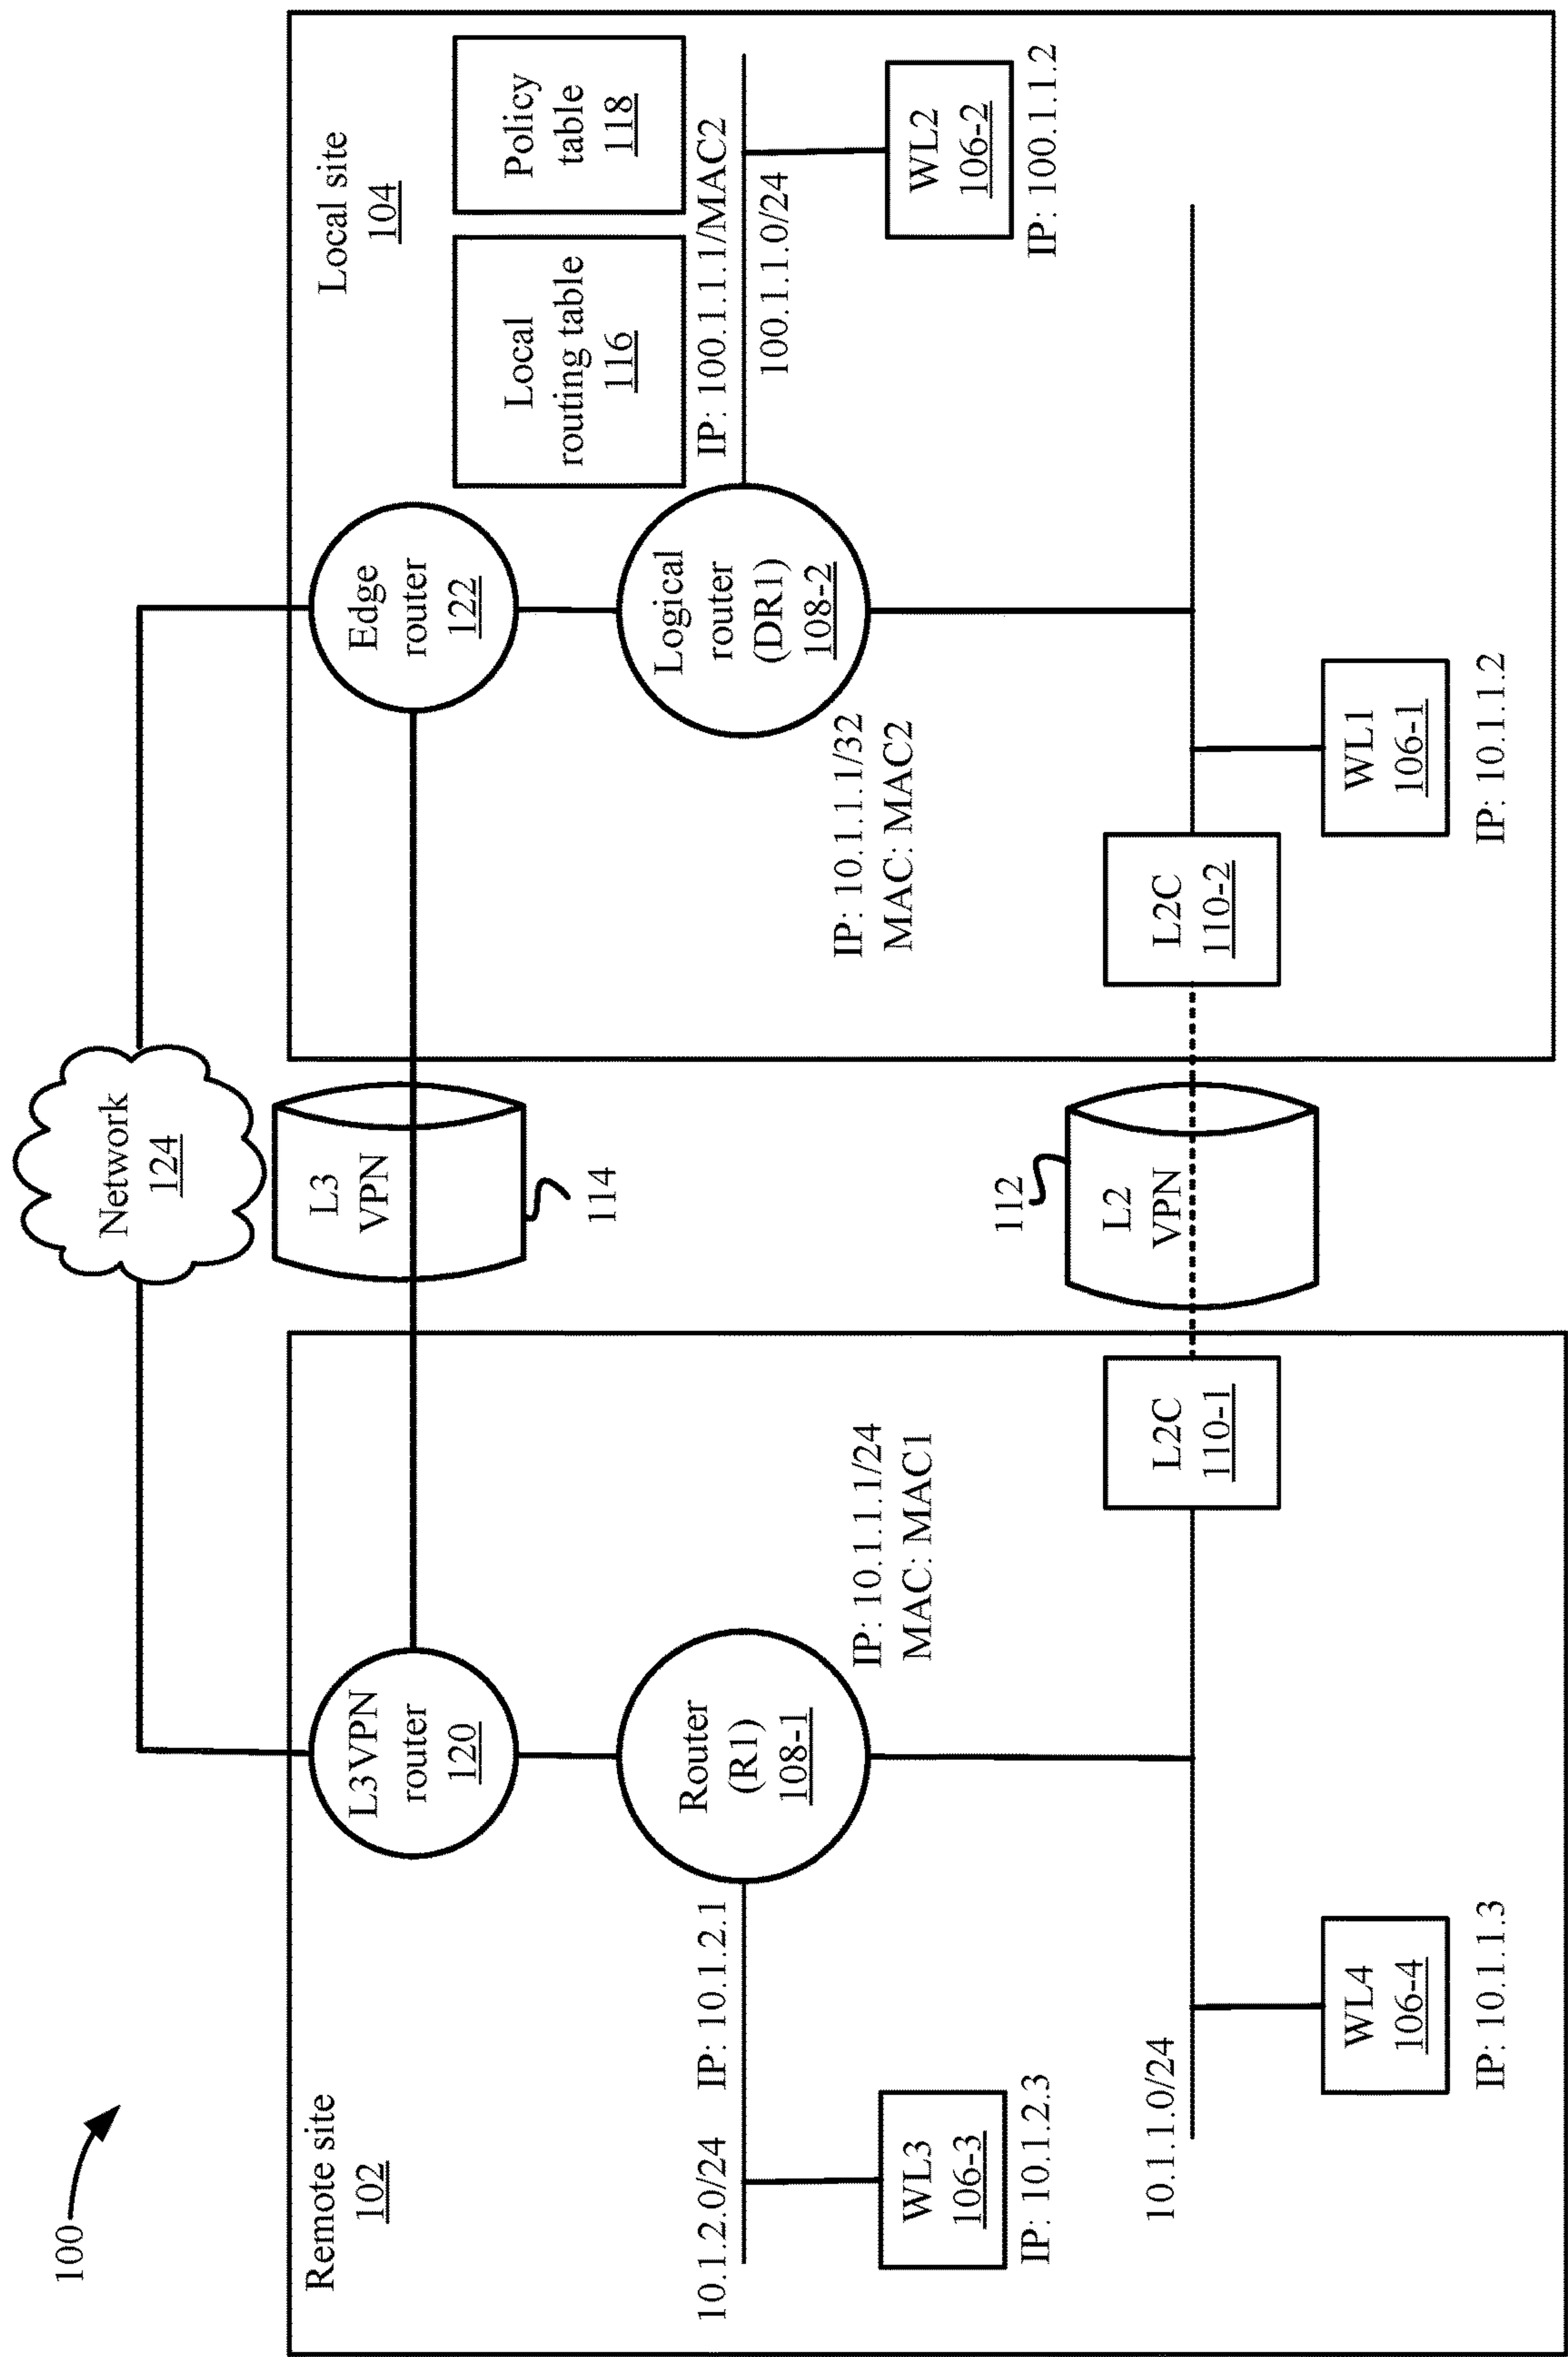 100
Network
124
Remote site
102
L3VPN
router
120
L3
VPN
114
Local site
104
Edge
router
122
Local
routing table
116
Policy
table
118
10.1.2.0/24
IP: 10.1.2.1
Router
(R1)
108-1
IP: 10.1.1.1/24
MAC: MAC1
WL3
106-3
IP: 10.1.2.3
Logical
router
(DR1)
108-2
IP: 100.1.1.1/MAC2
100.1.1.0/24
IP: 10.1.1.1/32
MAC: MAC2
WL2
106-2
IP: 100.1.1.2
10.1.1.0/24
L2C
110-1
112
L2
VPN
L2C
110-2
WL4
106-4
IP: 10.1.1.3
WL1
106-1
IP: 10.1.1.2